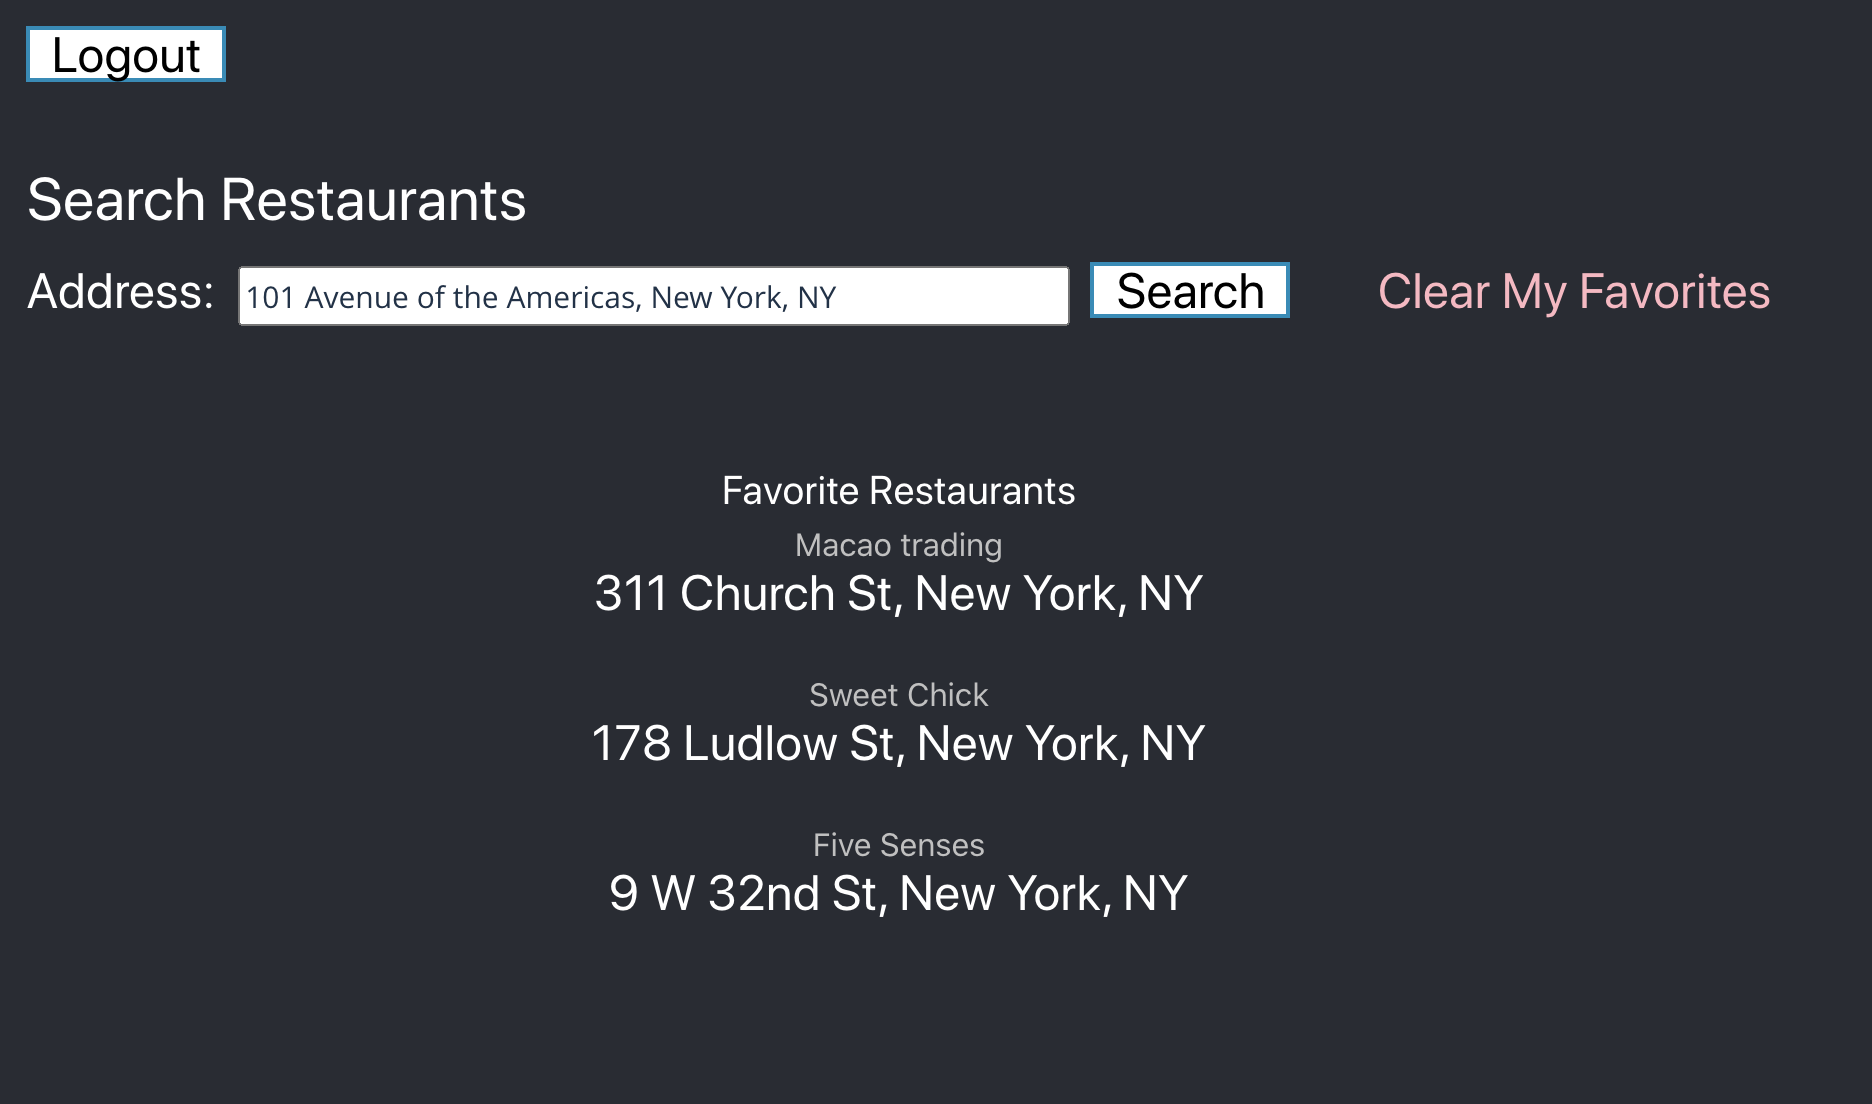 Logout
Search Restaurants
Address: 101 Avenue of the Americas, New York, NY Search Clear My Favorites
Favorite Restaurants
Macao trading
311 Church St, New York, NY
Sweet Chick
178 Ludlow St, New York, NY
Five Senses
9 W 32nd St, New York, NY